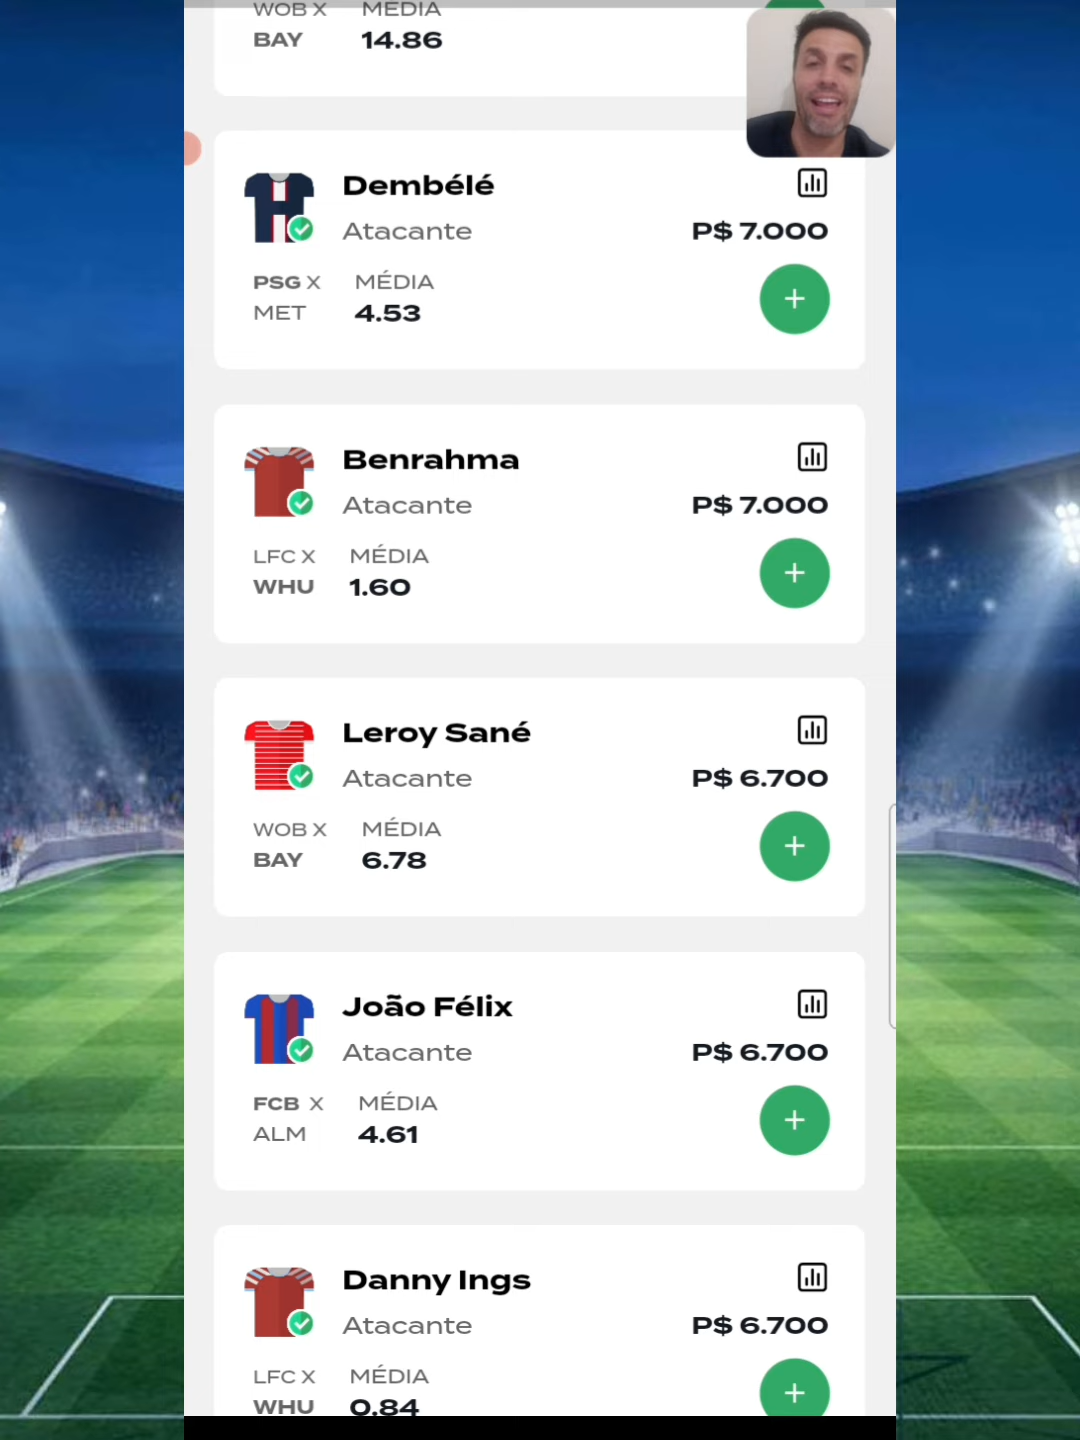 WOB X MÉDIA
BAY 14.86
Dembélé
Atacante P$ 7.000
PSG X MÉDIA
MET 4.53
Benrahma
Atacante P$ 7.000
LFC X MÉDIA
WHU 1.60
Leroy Sané
Atacante P$ 6.700
WOB X MÉDIA
BAY 6.78
João Félix
Atacante P$ 6.700
FCB X MÉDIA
ALM 4.61
Danny Ings
Atacante P$ 6.700
LFC X MÉDIA
WHU 0.84